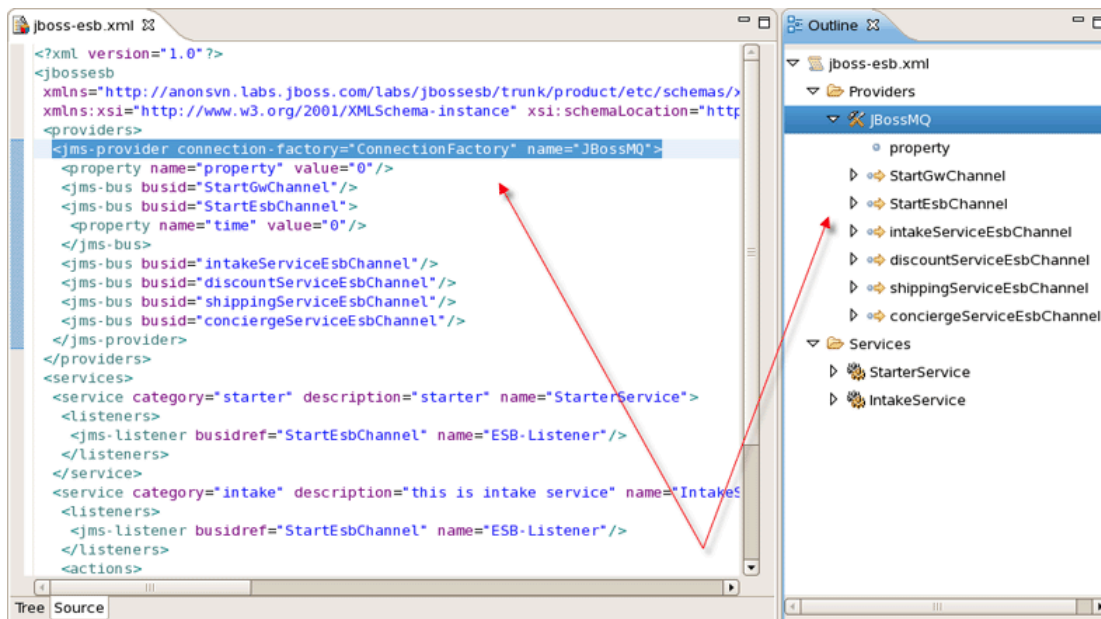 jboss-esb.xml
<?xml version="1.0"?>
<jbossesb
xmlns="http://anonsvn.labs.jboss.com/labs/jbossesb/trunk/product/etc/schemas/
xmlns:xsi="http://www.w3.org/2001/XMLSchema-instance" xsi:schemaLocation="http
<providers>
<jms-provider connection-factory="ConnectionFactory" name="JBossMQ">
<property name="property" value="0"/>
<jms-bus busid="StartGwChannel"/>
<jms-bus busid="StartEsbChannel">
<property name="time" value="0"/>
</jms-bus>
<jms-bus busid="intakeServiceEsbChannel"/>
<jms-bus busid="discountServiceEsbChannel"/>
<jms-bus busid="shippingServiceEsbChannel"/>
<jms-bus busid="conciergeServiceEsbChannel"/>
</jms-provider>
</providers>
<services>
<service category="starter" description="starter" name="StarterService">
<listeners>
<jms-listener busidref="StartEsbChannel" name="ESB-Listener"/>
</listeners>
</service>
<service category="intake" description="this is intake service" name="IntakeS
<listeners>
<jms-listener busidref="StartEsbChannel" name="ESB-Listener"/>
</listeners>
<actions>
Tree Source
Outline
jboss-esb.xml
Providers
JBossMQ
property
StartGwChannel
StartEsbChannel
intakeServiceEsbChannel
discountServiceEsbChannel
shippingServiceEsbChannel
conciergeServiceEsbChannel
Services
StarterService
IntakeService